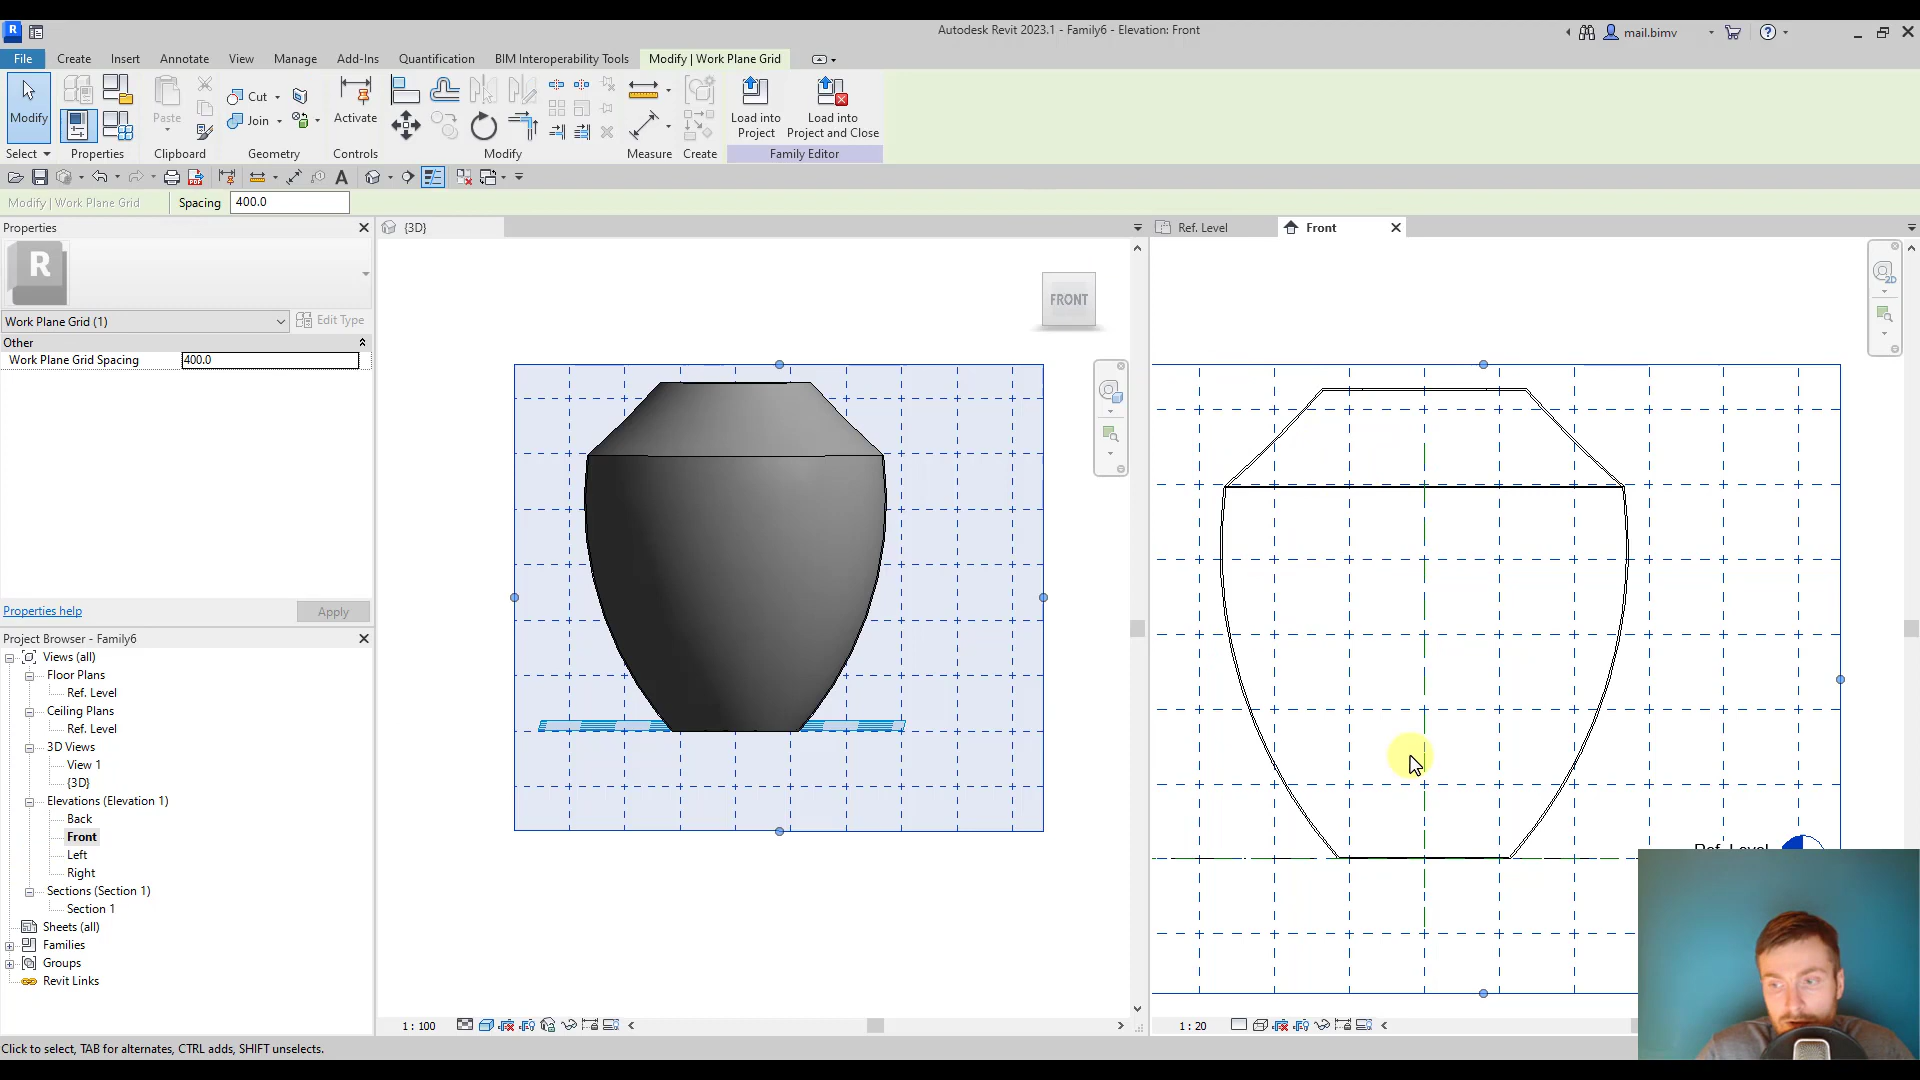 Autodesk Revit 2023.1 - Family6 - Elevation: Front
mail.bimv
File Create Insert Annotate View Manage Add-Ins Quantification BIM Interoperability Tools Modify | Work Plane Grid
Modify
Paste
Cut
Join
Activate
Load into
Project
Load into
Project and Close
Select Properties Clipboard Geometry Controls Modify Measure Create Family Editor
Modify | Work Plane Grid Spacing 400.0
Properties
{3D}
Ref. Level
Front
R
Work Plane Grid (1)
Edit Type
Other
Work Plane Grid Spacing 400.0
Properties help
Apply
Project Browser - Family6
Views (all)
Floor Plans
Ref. Level
Ceiling Plans
Ref. Level
3D Views
View 1
{3D}
Elevations (Elevation 1)
Back
Front
Left
Right
Sections (Section 1)
Section 1
Sheets (all)
Families
Groups
Revit Links
FRONT
Ref. Level
1 : 100
1 : 20
Click to select, TAB for alternates, CTRL adds, SHIFT unselects.